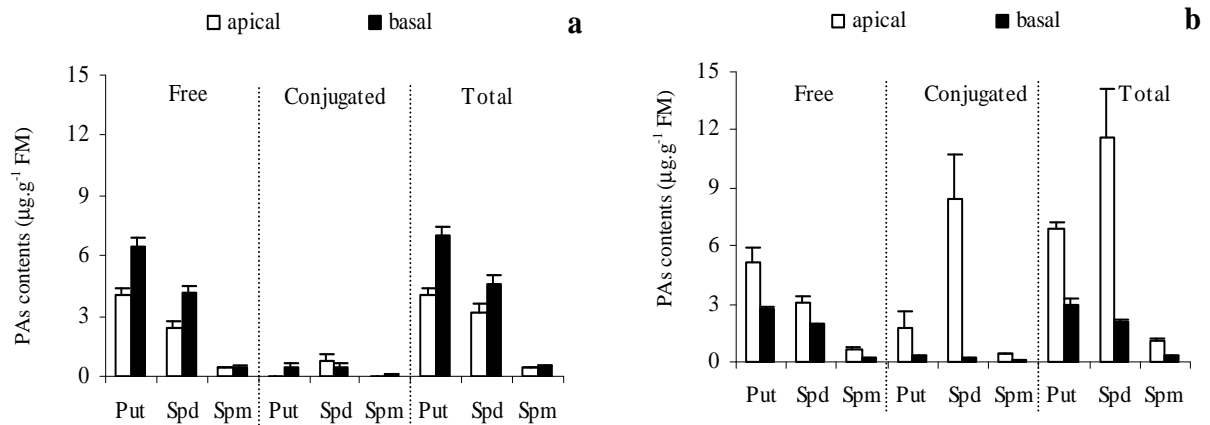 apical basal a
15
Free Conjugated Total
12
9
6
3
0
PAs contents (µg.g⁻¹ FM)
Put Spd Spm Put Spd Spm Put Spd Spm
apical basal b
15
Free Conjugated Total
12
9
6
3
0
PAs contents (µg.g⁻¹ FM)
Put Spd Spm Put Spd Spm Put Spd Spm